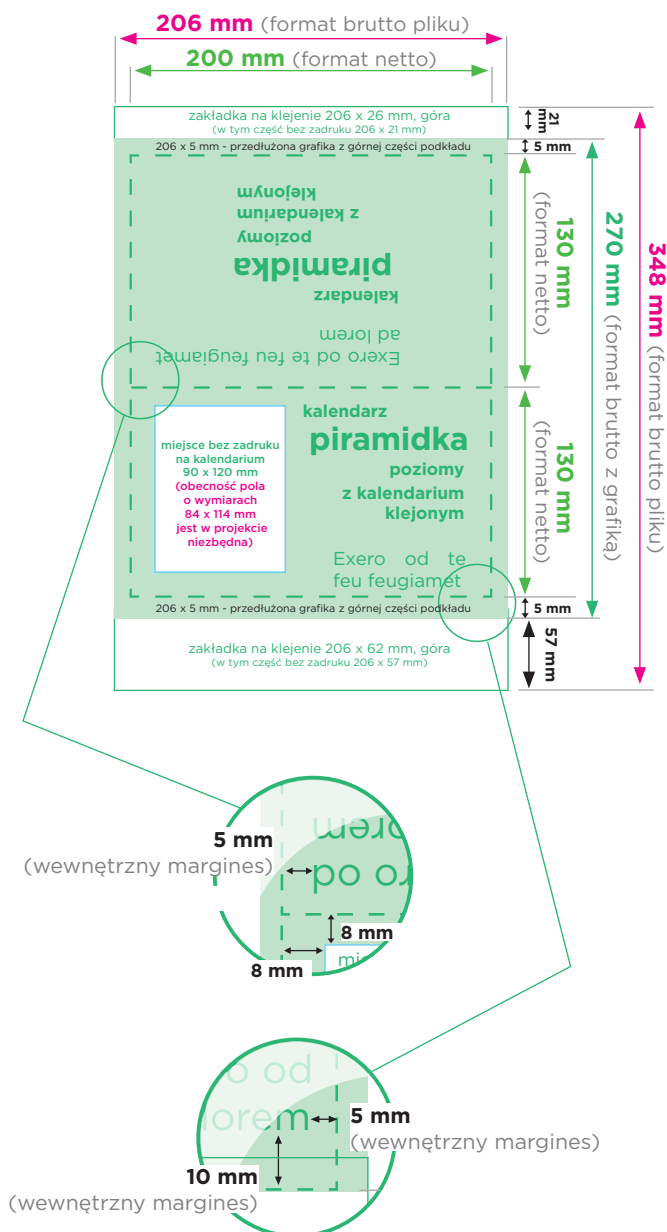 206 mm (format brutto pliku)
200 mm (format netto)
zakładka na klejenie 206 x 26 mm, góra
(w tym część bez zadruku 206 x 21 mm)
21 mm
206 x 5 mm - przedłużona grafika z górnej części podkładu
5 mm
klejonym
z kalendarium
poziomy
piramidka
kalendarz
ad lorem
Exero od te feu feugiamet
130 mm
(format netto)
270 mm (format brutto z grafiką)
348 mm (format brutto pliku)
kalendarz
piramidka
poziomy
z kalendarium
klejonym
miejsce bez zadruku
na kalendarium
90 x 120 mm
(obecność pola
o wymiarach
84 x 114 mm
jest w projekcie
niezbędna)
Exero od te
feu feugiamet
130 mm
(format netto)
206 x 5 mm - przedłużona grafika z górnej części podkładu
5 mm
zakładka na klejenie 206 x 62 mm, góra
(w tym część bez zadruku 206 x 57 mm)
57 mm
5 mm
(wewnętrzny margines)
orem
ro od
8 mm
8 mm
mie
o od
lorem
5 mm
(wewnętrzny margines)
10 mm
(wewnętrzny margines)